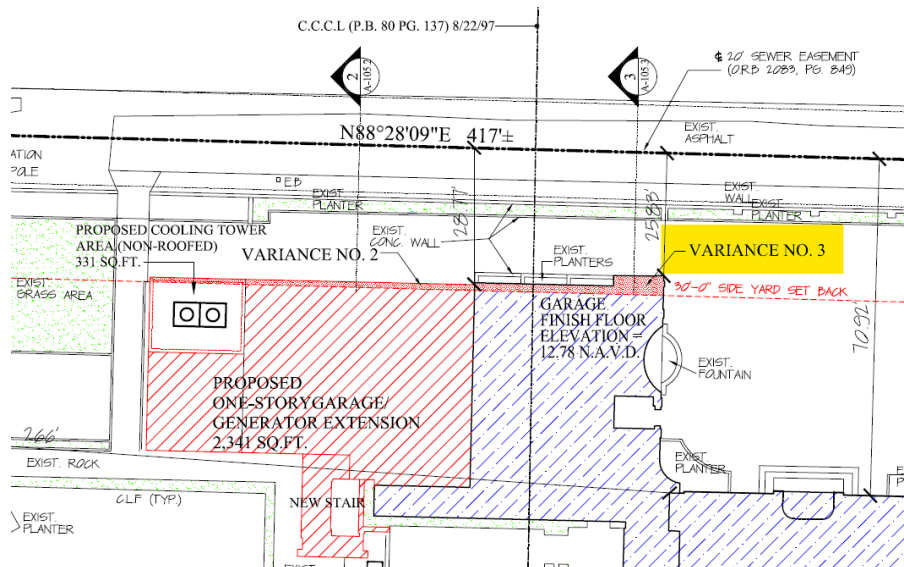 C.C.C.L (P.B. 80 PG. 137) 8/22/97
2
A-105.2
3
A-105.3
℄ 20' SEWER EASEMENT
(O.R.B 2083, PG. 849)
N88°28'09"E 417'±
EXIST.
ASPHALT
ATION
POLE
EB
EXIST.
PLANTER
28.77'
25.83'
EXIST.
WALL
EXIST.
PLANTER
PROPOSED COOLING TOWER
AREA (NON-ROOFED)
331 SQ.FT.
EXIST.
CONC. WALL
VARIANCE NO. 2
EXIST.
PLANTERS
VARIANCE NO. 3
EXIST
GRASS AREA
30'-0" SIDE YARD SET BACK
GARAGE
FINISH FLOOR
ELEVATION =
12.78 N.A.V.D.
70.92'
EXIST.
FOUNTAIN
PROPOSED
ONE-STORYGARAGE/
GENERATOR EXTENSION
2,341 SQ.FT.
266'
EXIST. ROCK
EXIST.
PLANTER
CLF (TYP.)
NEW STAIR
EXIST.
PLANTER
EXIST